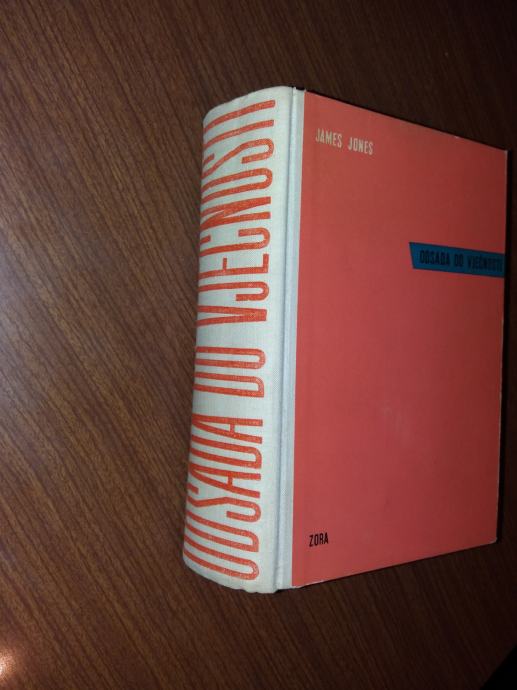 ODSADA DO VJEČNOSTI
JAMES JONES
ODSADA DO VJEČNOSTI
ZORA